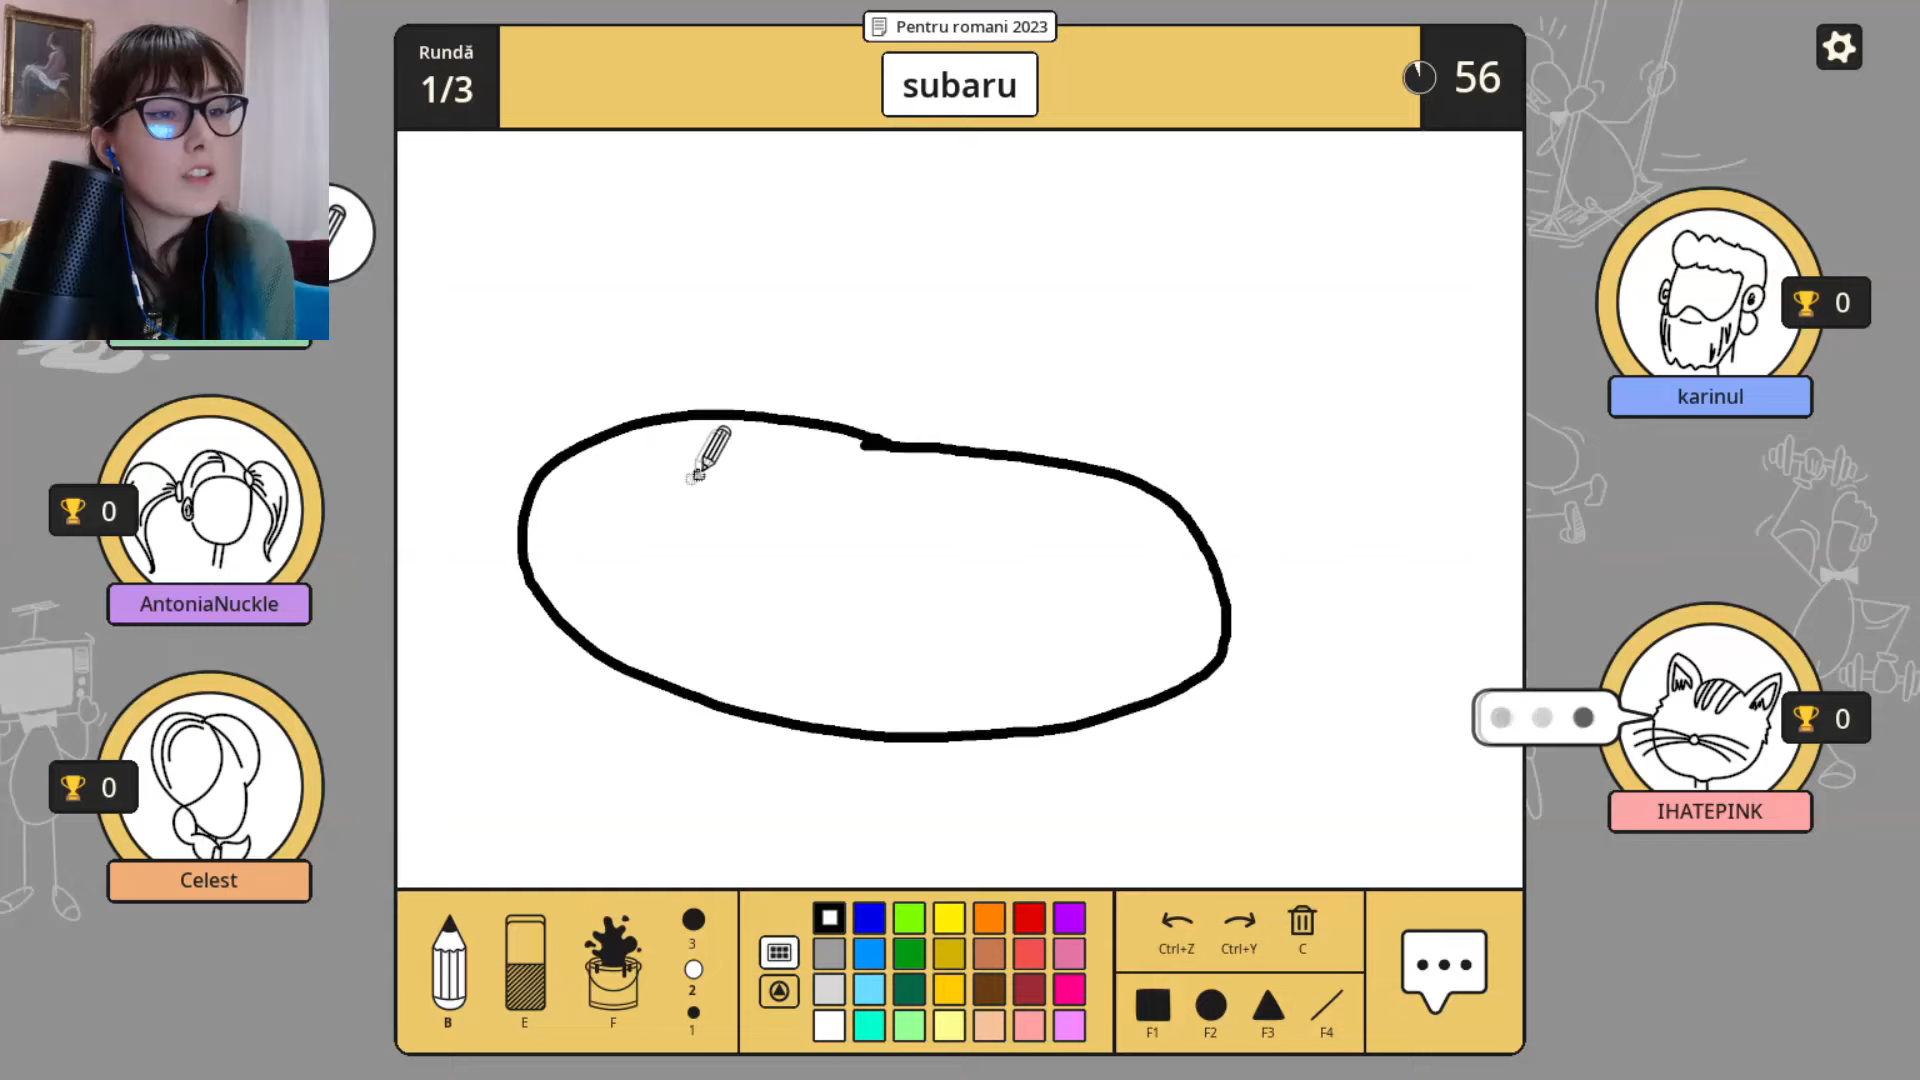 Pentru romani 2023
Rundă
1/3
subaru
56
0
karinul
0
AntoniaNuckle
0
Celest
0
IHATEPINK
B
E
F
3
2
1
Ctrl+Z
Ctrl+Y
C
F1
F2
F3
F4